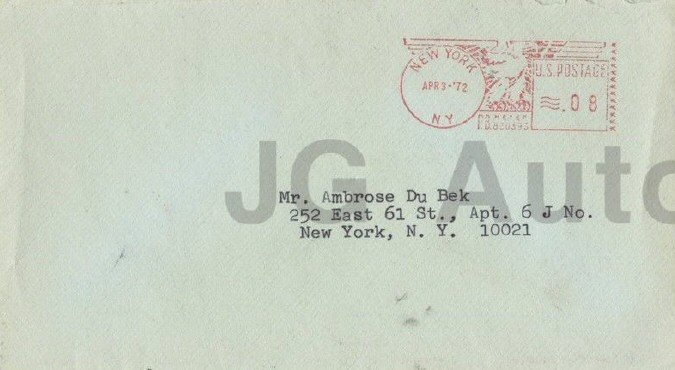 NEW YORK
APR 3-'72
N Y
U.S. POSTAGE
.08
JG Auto
Mr. Ambrose Du Bek
252 East 61 St., Apt. 6 J No.
New York, N. Y. 10021